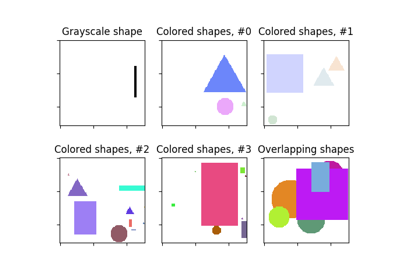 Grayscale shape
Colored shapes, #0
Colored shapes, #1
Colored shapes, #2
Colored shapes, #3
Overlapping shapes